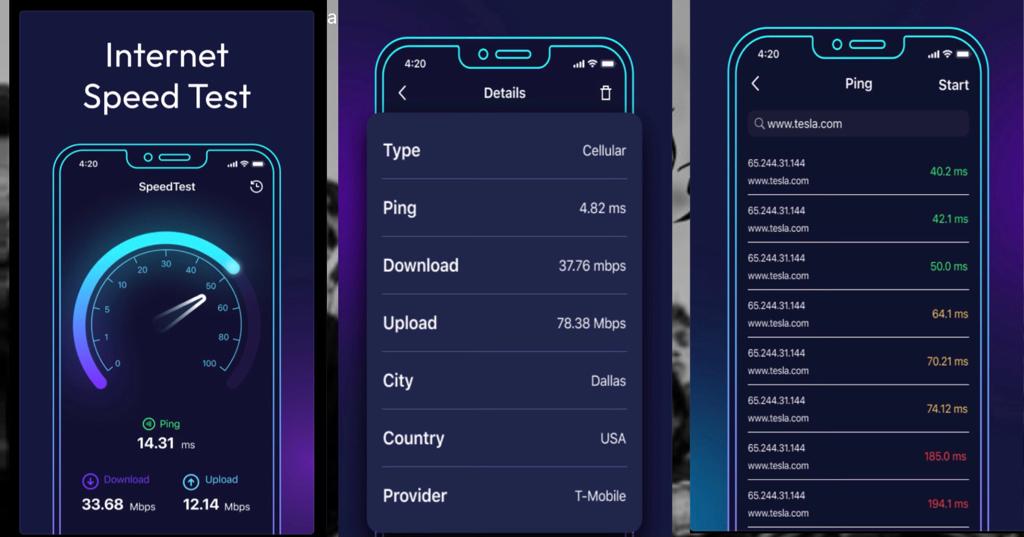 Internet
Speed Test
4:20
SpeedTest
0
1
5
10
20
30
40
50
60
80
100
Ping
14.31 ms
Download
33.68 Mbps
Upload
12.14 Mbps
a
4:20
Details
Type Cellular
Ping 4.82 ms
Download 37.76 mbps
Upload 78.38 Mbps
City Dallas
Country USA
Provider T-Mobile
4:20
Ping Start
www.tesla.com
65.244.31.144
www.tesla.com
40.2 ms
65.244.31.144
www.tesla.com
42.1 ms
65.244.31.144
www.tesla.com
50.0 ms
65.244.31.144
www.tesla.com
64.1 ms
65.244.31.144
www.tesla.com
70.21 ms
65.244.31.144
www.tesla.com
74.12 ms
65.244.31.144
www.tesla.com
185.0 ms
65.244.31.144
www.tesla.com
194.1 ms